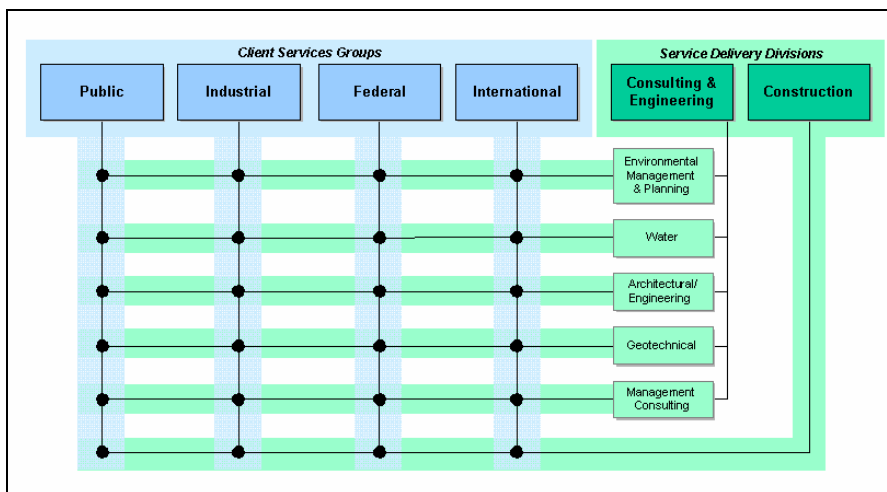 Client Services Groups
Service Delivery Divisions
Public
Industrial
Federal
International
Consulting &
Engineering
Construction
Environmental
Management
& Planning
Water
Architectural/
Engineering
Geotechnical
Management
Consulting